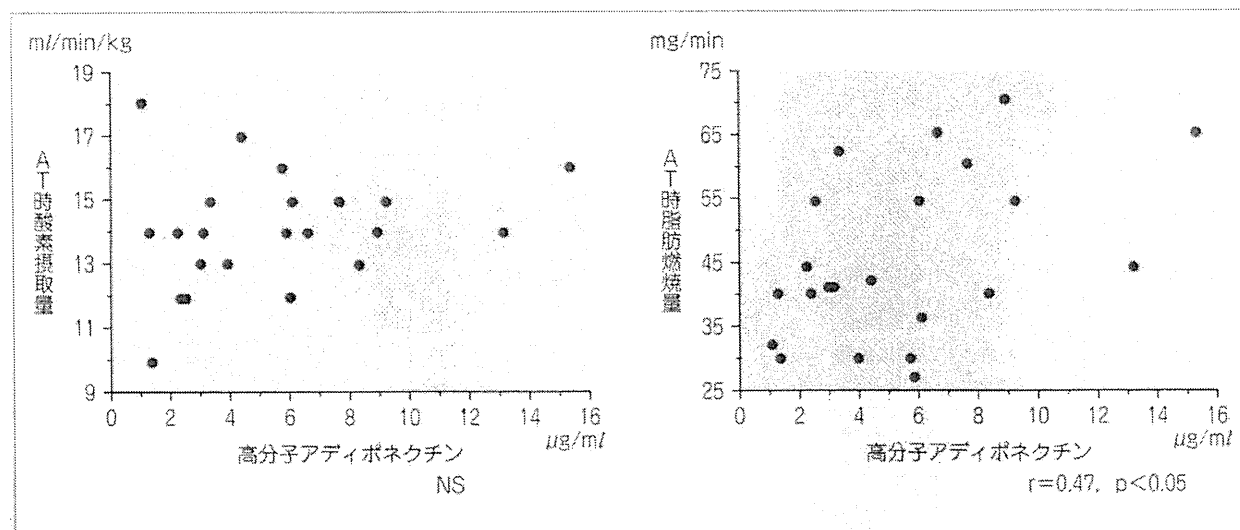 mℓ/min/kg
19
17
15
13
11
9
AT時酸素摂取量
0 2 4 6 8 10 12 14 16
μg/mℓ
高分子アディポネクチン
NS
mg/min
75
65
55
45
35
25
AT時脂肪燃焼量
0 2 4 6 8 10 12 14 16
μg/mℓ
高分子アディポネクチン
r=0.47, p<0.05